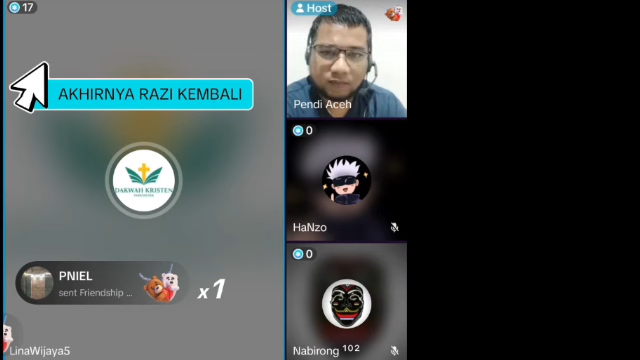 17
AKHIRNYA RAZI KEMBALI
DAKWAH KRISTEN
PNIEL
sent Friendship ...
x1
LinaWijaya5
Host
Pendi Aceh
0
HaNzo
0
Nabirong ¹⁰²